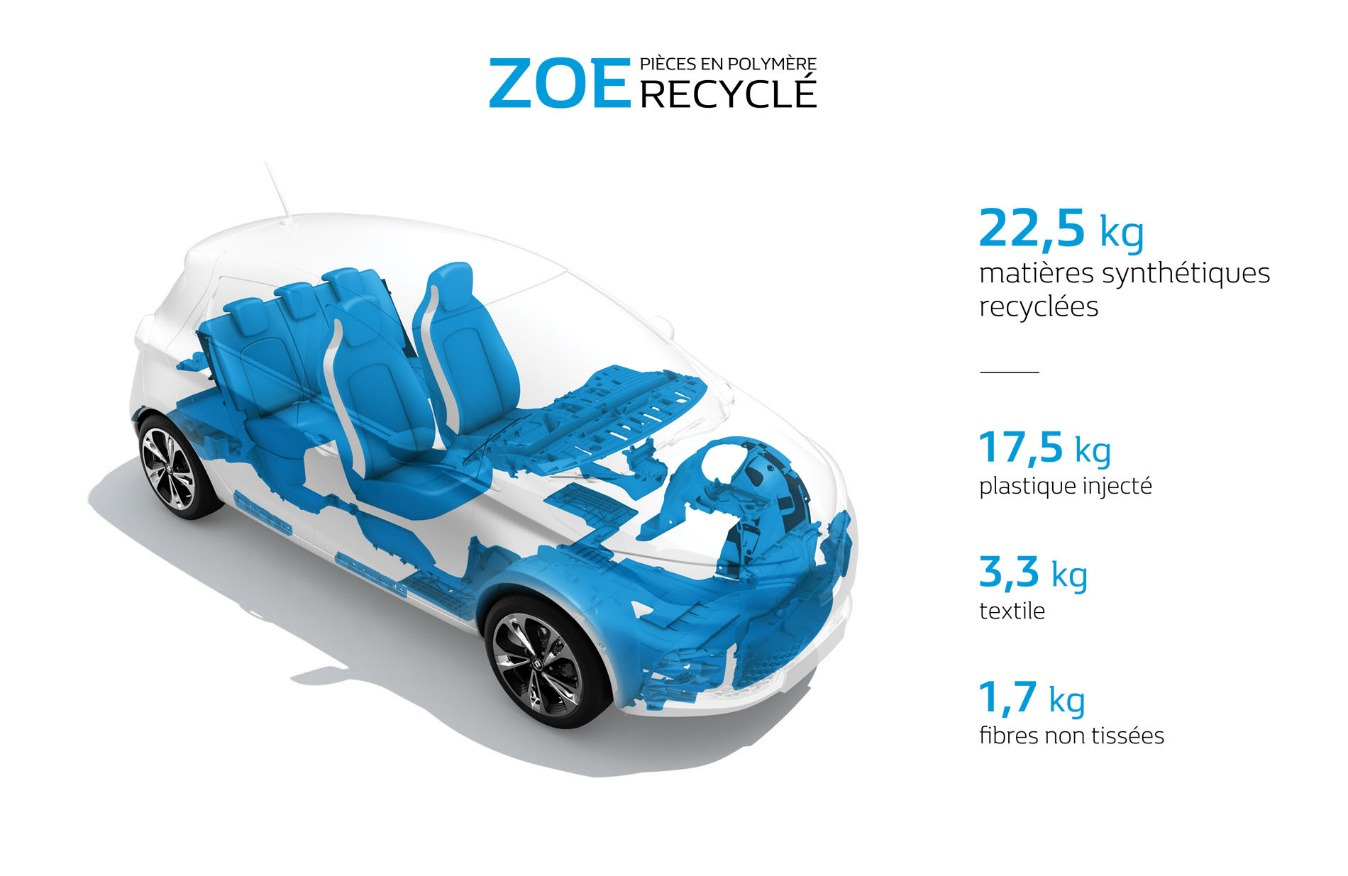 ZOE PIÈCES EN POLYMÈRE
RECYCLÉ
22,5 kg
matières synthétiques
recyclées
17,5 kg
plastique injecté
3,3 kg
textile
1,7 kg
fibres non tissées